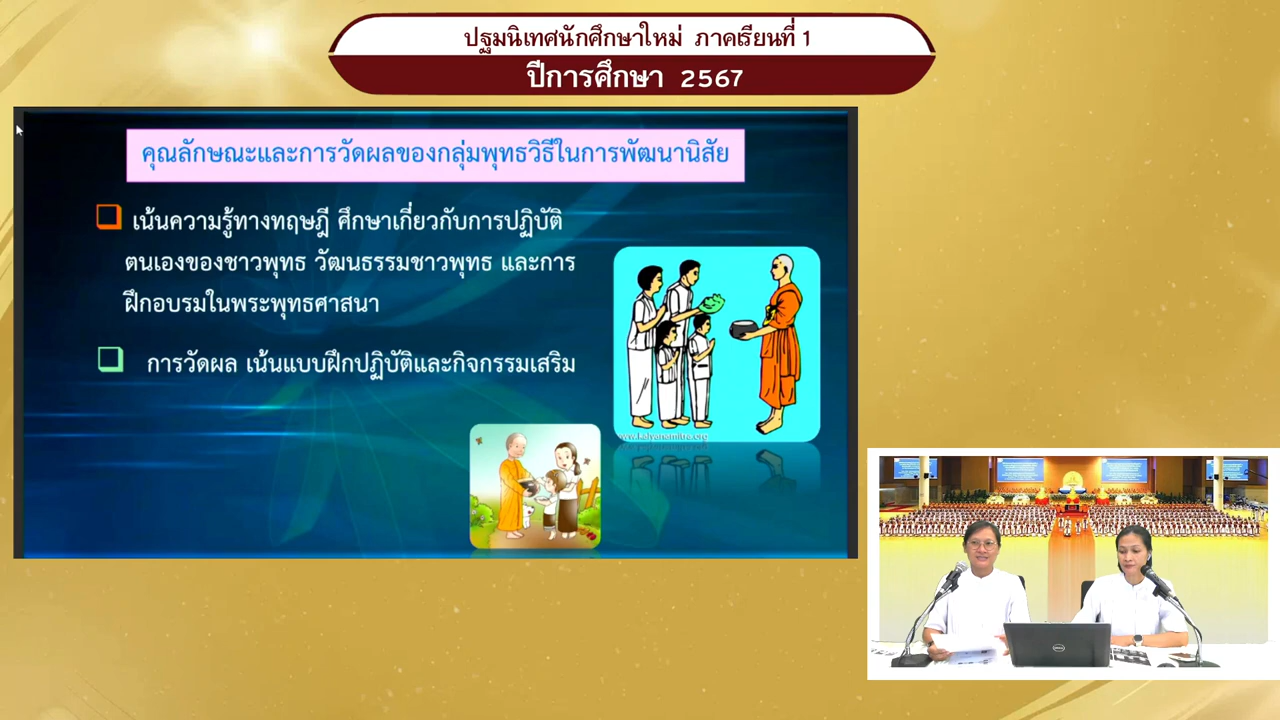 ปฐมนิเทศนักศึกษาใหม่ ภาคเรียนที่ 1
ปีการศึกษา 2567
คุณลักษณะและการวัดผลของกลุ่มพุทธวิธีในการพัฒนานิสัย
เน้นความรู้ทางทฤษฎี ศึกษาเกี่ยวกับการปฏิบัติ
ตนเองของชาวพุทธ วัฒนธรรมชาวพุทธ และการ
ฝึกอบรมในพระพุทธศาสนา
การวัดผล เน้นแบบฝึกปฏิบัติและกิจกรรมเสริม
www.kalyanamitra.org
DELL